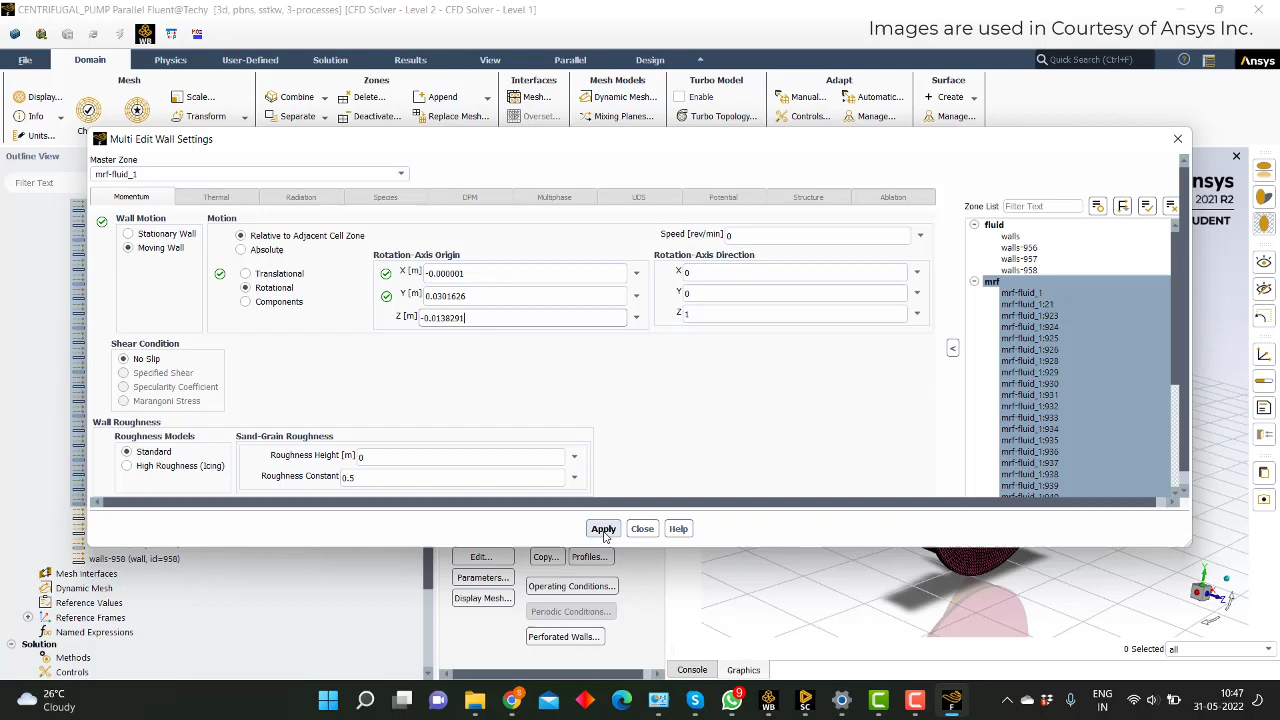 CENTRIFUGAL_PUMP Parallel Fluent@Techy [3d, pbns, sstkw, 3-processes] [CFD Solver - Level 2 - CFD Solver - Level 1]
Images are used in Courtesy of Ansys Inc.
File Domain Physics User-Defined Solution Results View Parallel Design
Quick Search (Ctrl+F)
Ansys
Mesh Zones Interfaces Mesh Models Turbo Model Adapt Surface
Display... Scale... Combine Delete... Append Mesh... Dynamic Mesh... Enable Manual... Automatic... Create
Info Transform Separate Deactivate... Replace Mesh... Overset... Mixing Planes... Turbo Topology... Controls... Manage... Manage...
Units...
Outline View
Filter Text
Multi Edit Wall Settings
Master Zone
mrf-fluid_1
Momentum Thermal Radiation Species DPM Multiphase UDS Potential Structure Ablation
Wall Motion
Stationary Wall
Moving Wall
Motion
Relative to Adjacent Cell Zone
Absolute
Translational
Rotational
Components
Speed [rev/min] 0
Rotation-Axis Origin
X [m] -0.000001
Y [m] 0.0301626
Z [m] -0.0138291
Rotation-Axis Direction
X 0
Y 0
Z 1
Shear Condition
No Slip
Specified Shear
Specularity Coefficient
Marangoni Stress
Wall Roughness
Roughness Models
Standard
High Roughness (Icing)
Sand-Grain Roughness
Roughness Height [m] 0
Roughness Constant 0.5
Zone List Filter Text
fluid
walls
walls-956
walls-957
walls-958
mrf
mrf-fluid_1
mrf-fluid_1:21
mrf-fluid_1:923
mrf-fluid_1:924
mrf-fluid_1:925
mrf-fluid_1:926
mrf-fluid_1:928
mrf-fluid_1:929
mrf-fluid_1:930
mrf-fluid_1:931
mrf-fluid_1:932
mrf-fluid_1:933
mrf-fluid_1:934
mrf-fluid_1:935
mrf-fluid_1:936
mrf-fluid_1:937
mrf-fluid_1:938
mrf-fluid_1:939
<
Apply Close Help
2021 R2
walls-958 (wall, id=958)
Mesh Interfaces
Dynamic Mesh
Reference Values
Reference Frames
Named Expressions
Solution
Methods
Controls
Edit... Copy... Profiles...
Parameters... Operating Conditions...
Display Mesh... Periodic Conditions...
Perforated Walls...
Console Graphics
0 Selected all
26°C
Cloudy
ENG
IN
10:47
31-05-2022